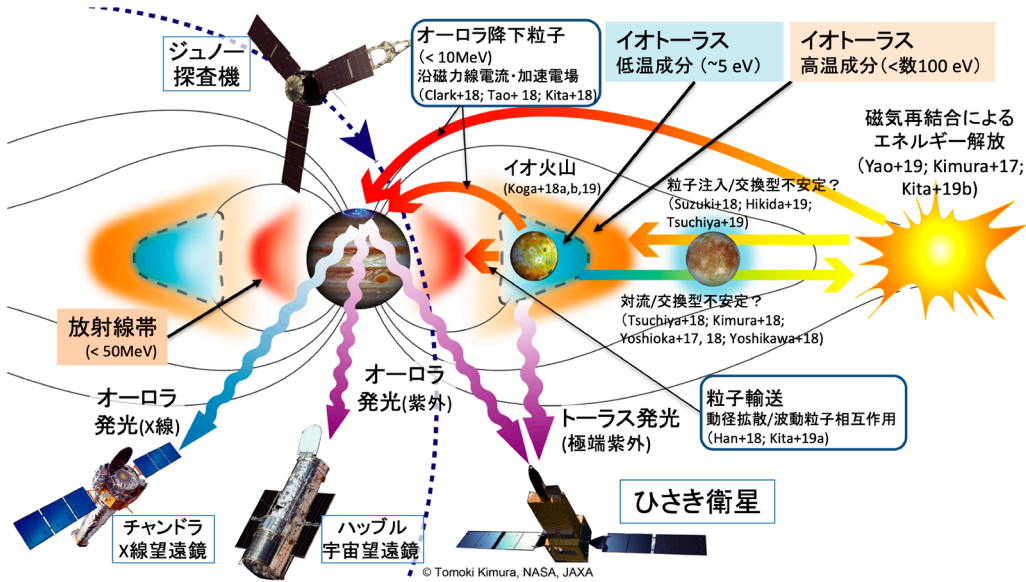 ジュノー
探査機
オーロラ降下粒子
(< 10MeV)
沿磁力線電流・加速電場
(Clark+18; Tao+ 18; Kita+18)
イオトーラス
低温成分 (~5 eV)
イオトーラス
高温成分(<数100 eV)
磁気再結合による
エネルギー解放
(Yao+19; Kimura+17;
Kita+19b)
イオ火山
(Koga+18a,b,19)
粒子注入/交換型不安定？
(Suzuki+18; Hikida+19;
Tsuchiya+19)
対流/交換型不安定？
(Tsuchiya+18; Kimura+18;
Yoshioka+17, 18; Yoshikawa+18)
放射線帯
(< 50MeV)
オーロラ
発光(X線)
オーロラ
発光(紫外)
トーラス発光
(極端紫外)
粒子輸送
動径拡散/波動粒子相互作用
(Han+18; Kita+19a)
チャンドラ
X線望遠鏡
ハッブル
宇宙望遠鏡
ひさき衛星
© Tomoki Kimura, NASA, JAXA